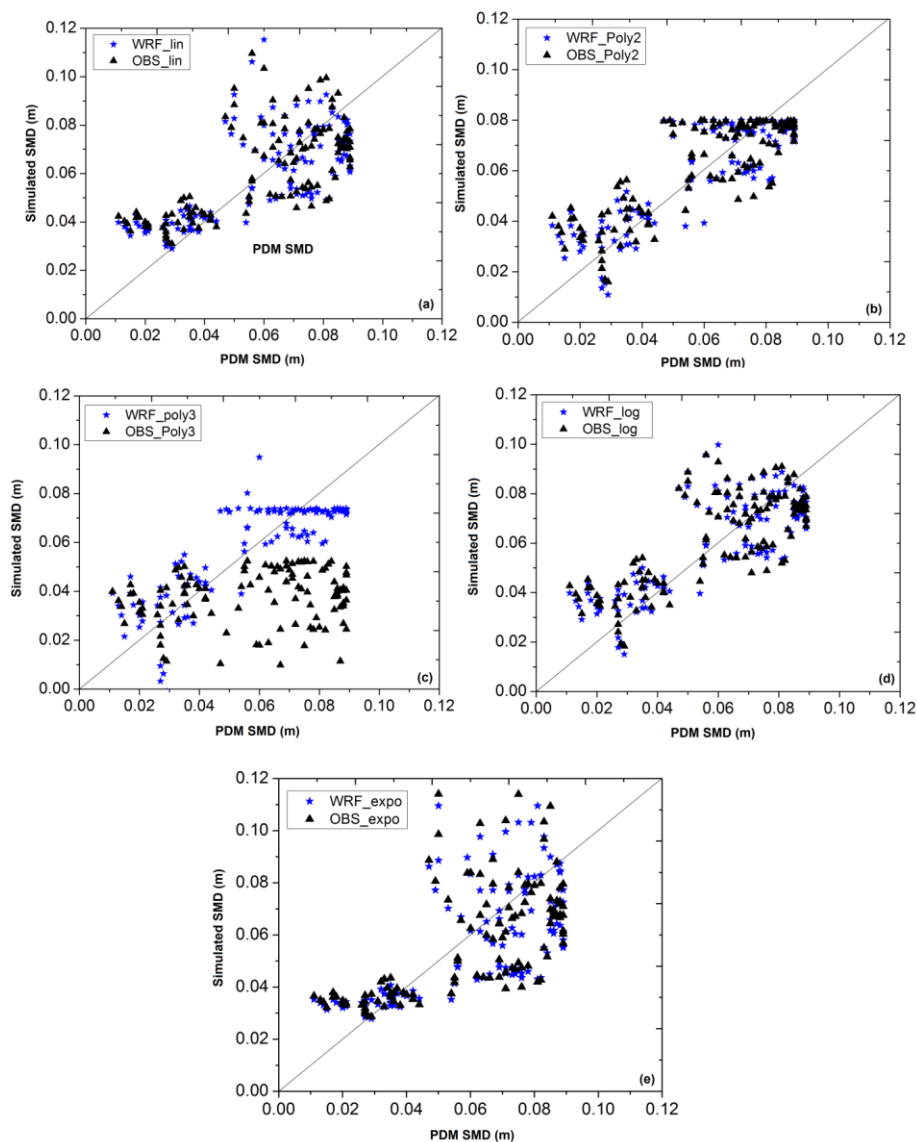 0.12
0.10
0.08
0.06
0.04
0.02
0.00
Simulated SMD (m)
WRF_lin
OBS_lin
PDM SMD
(a)
0.00 0.02 0.04 0.06 0.08 0.10 0.12
PDM SMD (m)
0.12
0.10
0.08
0.06
0.04
0.02
0.00
Simulated SMD (m)
WRF_Poly2
OBS_Poly2
(b)
0.00 0.02 0.04 0.06 0.08 0.10 0.12
PDM SMD (m)
0.12
0.10
0.08
0.06
0.04
0.02
0.00
Simulated SMD (m)
WRF_poly3
OBS_Poly3
(c)
0.00 0.02 0.04 0.06 0.08 0.10 0.12
PDM SMD (m)
0.12
0.10
0.08
0.06
0.04
0.02
0.00
Simulated SMD (m)
WRF_log
OBS_log
(d)
0.00 0.02 0.04 0.06 0.08 0.10 0.12
PDM SMD (m)
0.12
0.10
0.08
0.06
0.04
0.02
0.00
Simulated SMD (m)
WRF_expo
OBS_expo
(e)
0.00 0.02 0.04 0.06 0.08 0.10 0.12
PDM SMD (m)